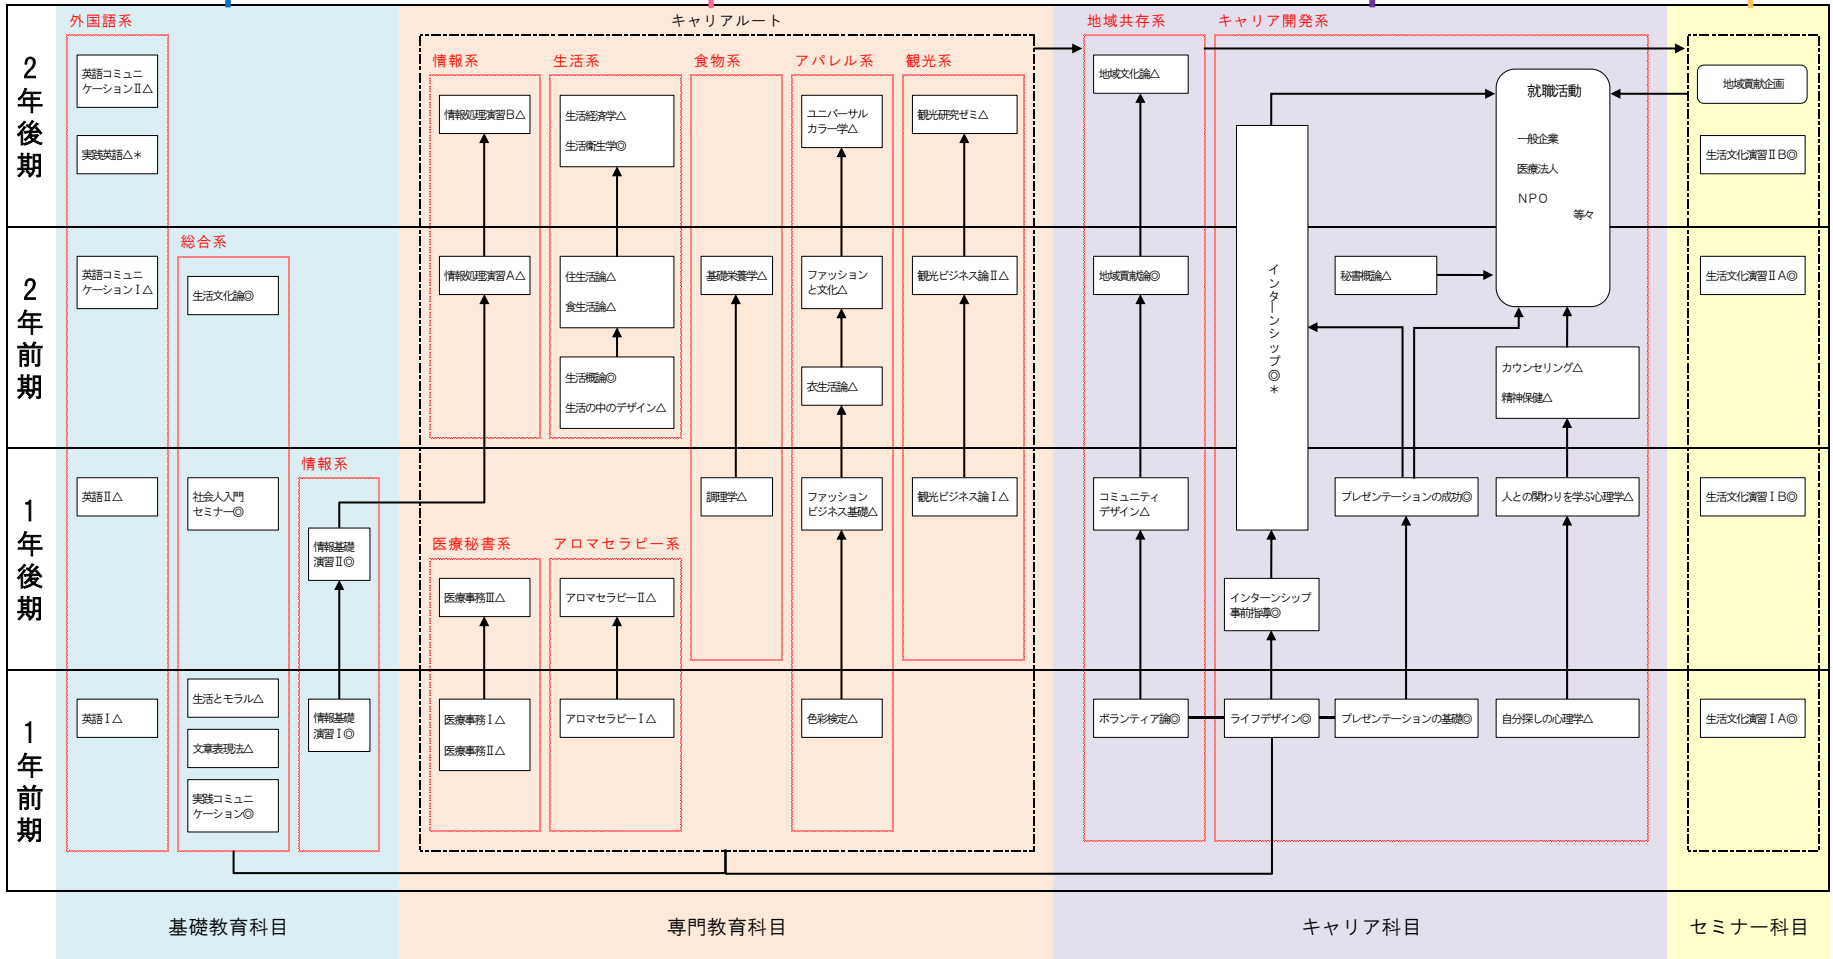 外国語系
キャリアルート
地域共存系
キャリア開発系
2年後期
英語コミュニ
ケーションⅡ△
実践英語△＊
情報系
情報処理演習B△
生活系
生活経済学△
生活衛生学◎
食物系
アパレル系
ユニバーサル
カラー学△
観光系
観光研究ゼミ△
地域文化論△
就職活動
一般企業
医療法人
NPO
等々
地域貢献企画
生活文化演習ⅡB◎
2年前期
英語コミュニ
ケーションⅠ△
総合系
生活文化論◎
情報処理演習A△
住生活論△
食生活論△
生活概論◎
生活の中のデザイン△
基礎栄養学△
ファッション
と文化△
衣生活論△
観光ビジネス論Ⅱ△
地域貢献論◎
インターンシップ◎＊
秘書概論△
カウンセリング△
精神保健△
生活文化演習ⅡA◎
1年後期
英語Ⅱ△
社会人入門
セミナー◎
情報系
情報基礎
演習Ⅱ◎
医療秘書系
医療事務Ⅲ△
アロマセラピー系
アロマセラピーⅡ△
調理学△
ファッション
ビジネス基礎△
観光ビジネス論Ⅰ△
コミュニティ
デザイン△
インターンシップ
事前指導◎
プレゼンテーションの成功◎
人との関わりを学ぶ心理学△
生活文化演習ⅠB◎
1年前期
英語Ⅰ△
生活とモラル△
文章表現法△
実践コミュニ
ケーション◎
情報基礎
演習Ⅰ◎
医療事務Ⅰ△
医療事務Ⅱ△
アロマセラピーⅠ△
色彩検定△
ボランティア論◎
ライフデザイン◎
プレゼンテーションの基礎◎
自分探しの心理学△
生活文化演習ⅠA◎
基礎教育科目
専門教育科目
キャリア科目
セミナー科目